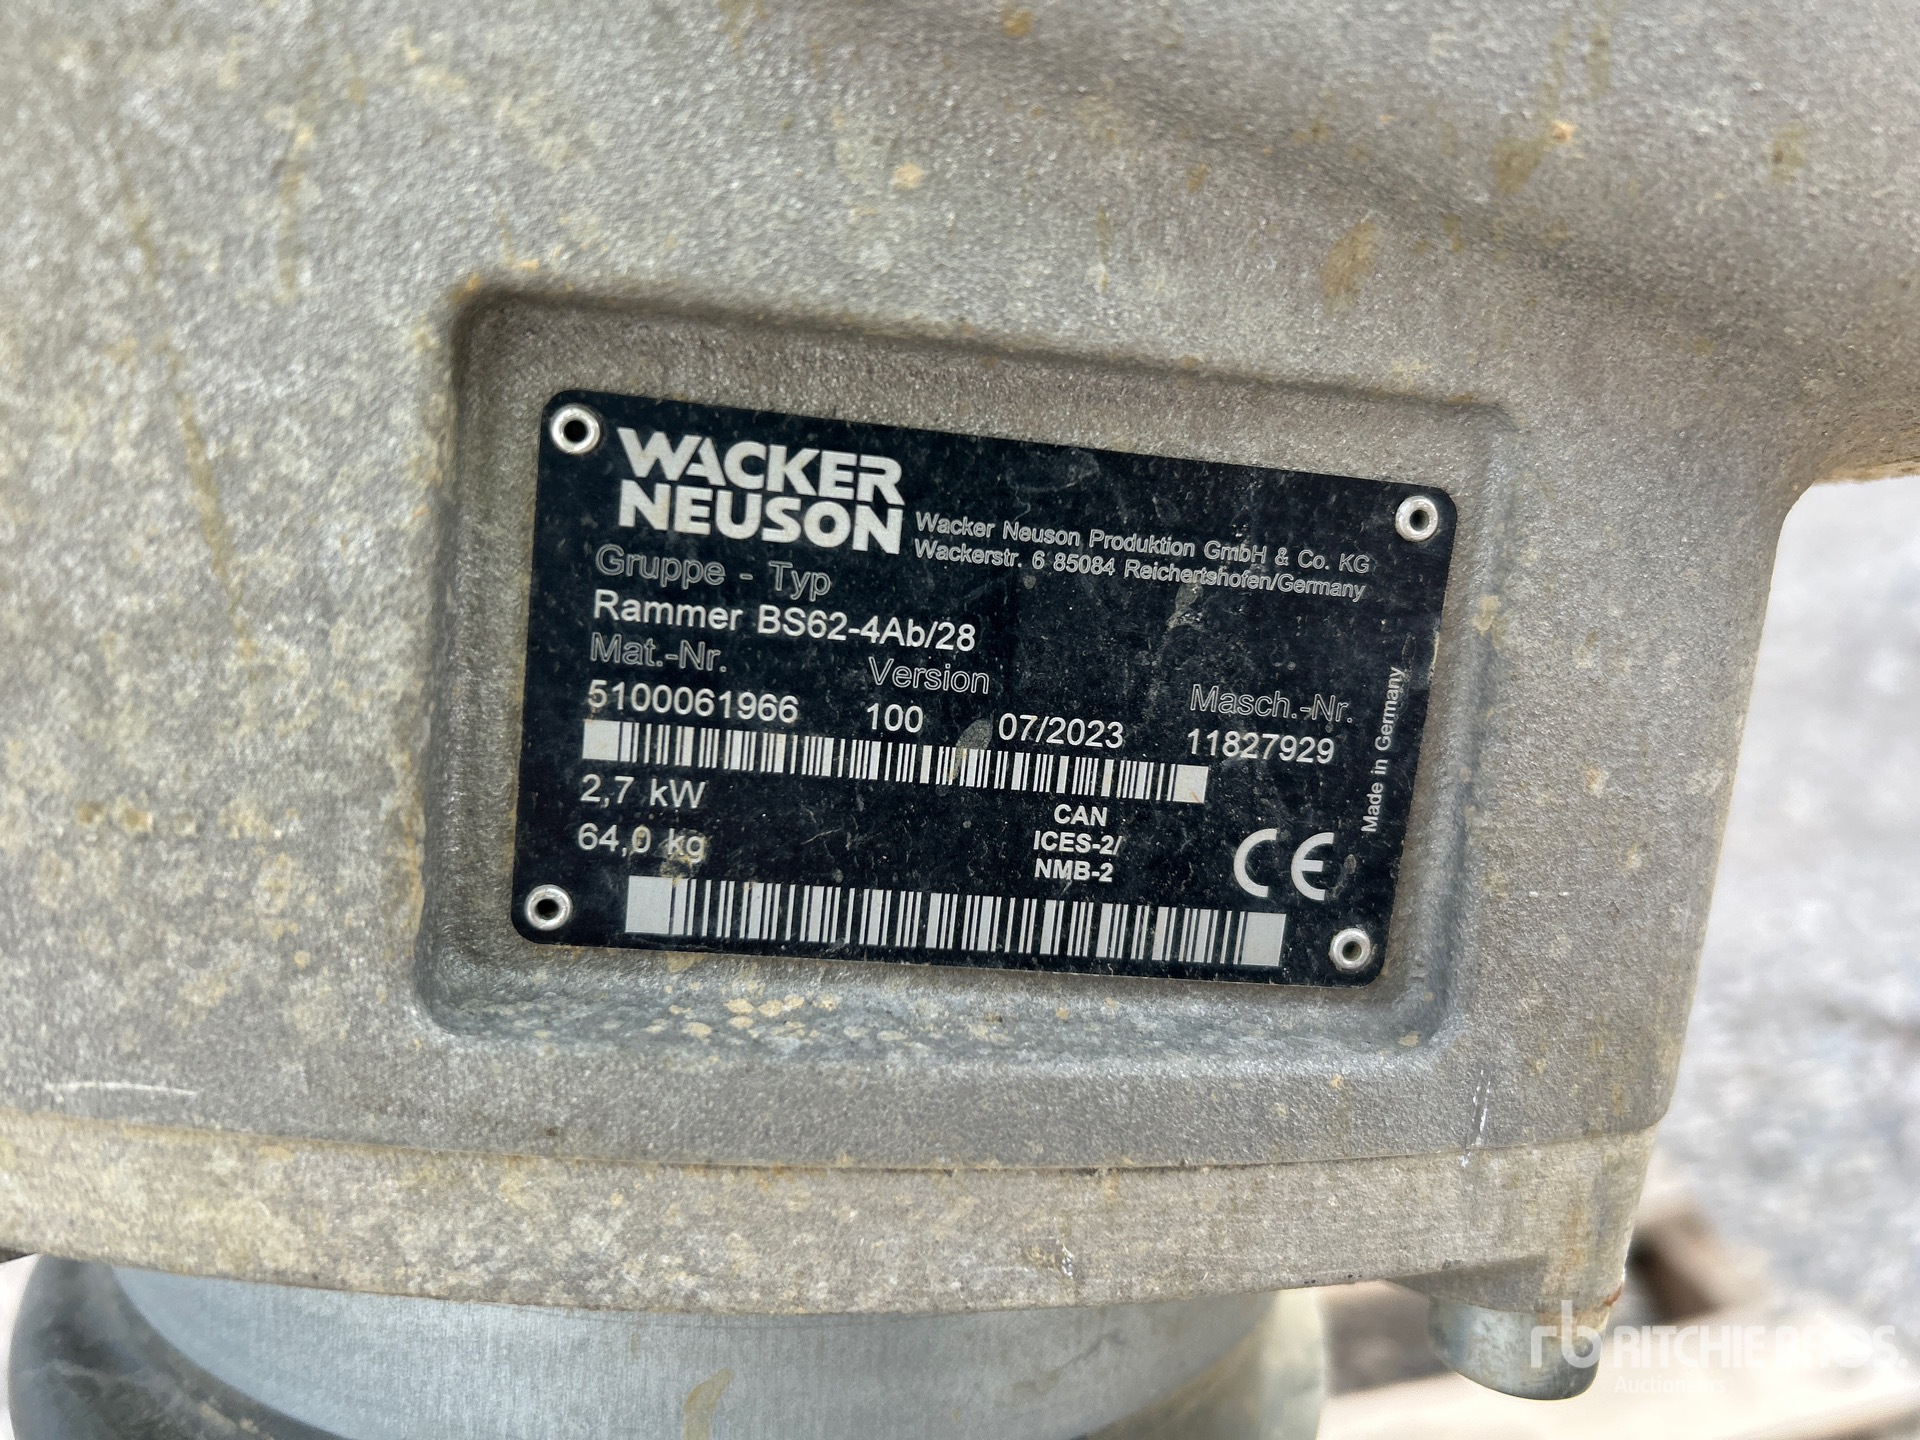 WACKER
NEUSON
Wacker Neuson Produktion GmbH & Co. KG
Wackerstr. 6 85084 Reichertshofen/Germany
Gruppe - Typ
Rammer BS62-4Ab/28
Mat.-Nr. Version Masch.-Nr.
5100061966 100 07/2023 11827929
2,7 kW
64,0 kg
CAN
ICES-2/
NMB-2
CE
Made in Germany
rb RITCHIE BROS.
Auctioneers